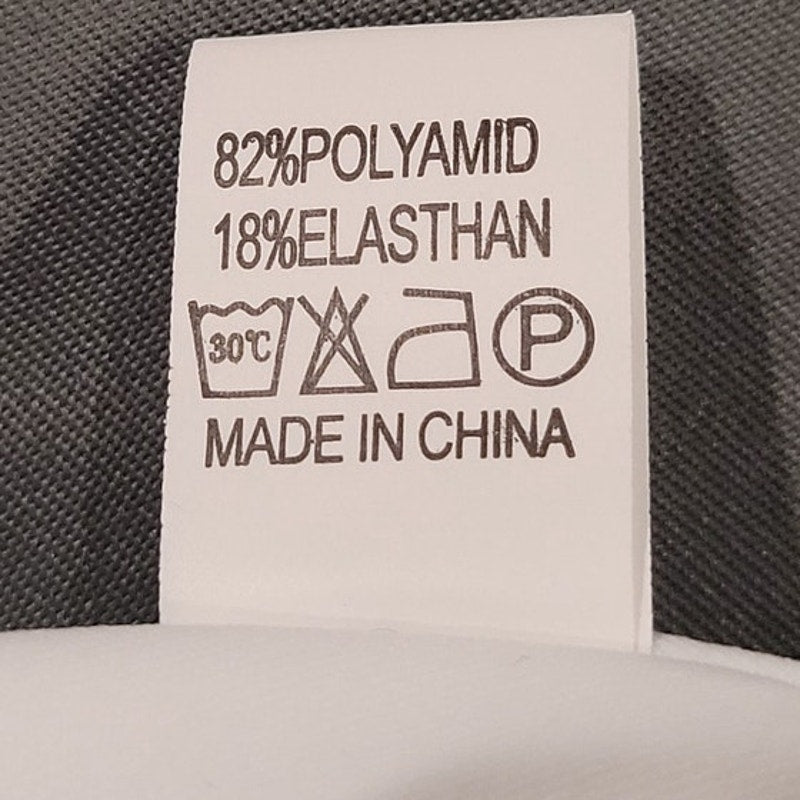 82%POLYAMID
18%ELASTHAN
30℃ P
MADE IN CHINA